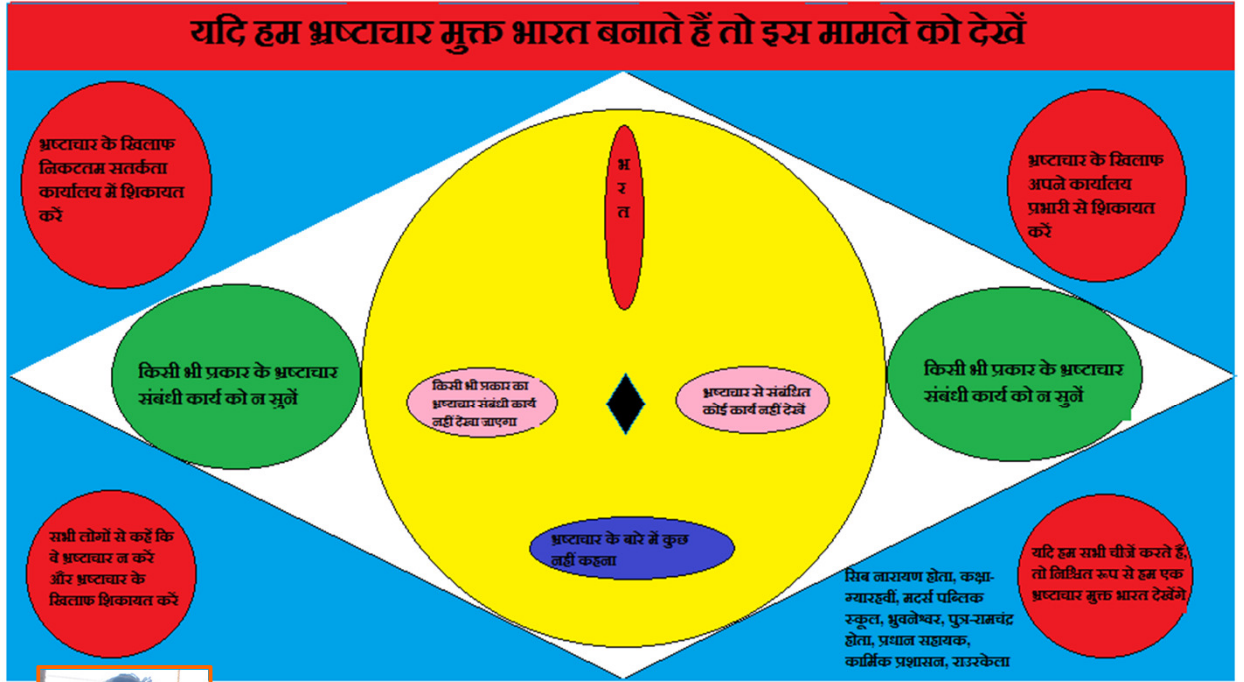 यदि हम भ्रष्टाचार मुक्त भारत बनाते हैं तो इस मामले को देखें
भ्रष्टाचार के खिलाफ
निकटतम सतर्कता
कार्यालय में शिकायत
करें
भ्रष्टाचार के खिलाफ
अपने कार्यालय
प्रभारी से शिकायत
करें
भ
र
त
किसी भी प्रकार के भ्रष्टाचार
संबंधी कार्य को न सुनें
किसी भी प्रकार का
भ्रष्टाचार संबंधी कार्य
नहीं देखा जाएगा
भ्रष्टाचार से संबंधित
कोई कार्य नहीं देखें
किसी भी प्रकार के भ्रष्टाचार
संबंधी कार्य को न सुनें
सभी लोगों से कहें कि
वे भ्रष्टाचार न करें
और भ्रष्टाचार के
खिलाफ शिकायत करें
भ्रष्टाचार के बारे में कुछ
नहीं कहना
सिब नारायण होता, कक्षा-
ग्यारहवीं, मदर्स पब्लिक
स्कूल, भुवनेश्वर, पुत्र-रामचंद्र
होता, प्रधान सहायक,
कार्मिक प्रशासन, राउरकेला
यदि हम सभी चीजें करते हैं,
तो निश्चित रूप से हम एक
भ्रष्टाचार मुक्त भारत देखेंगे